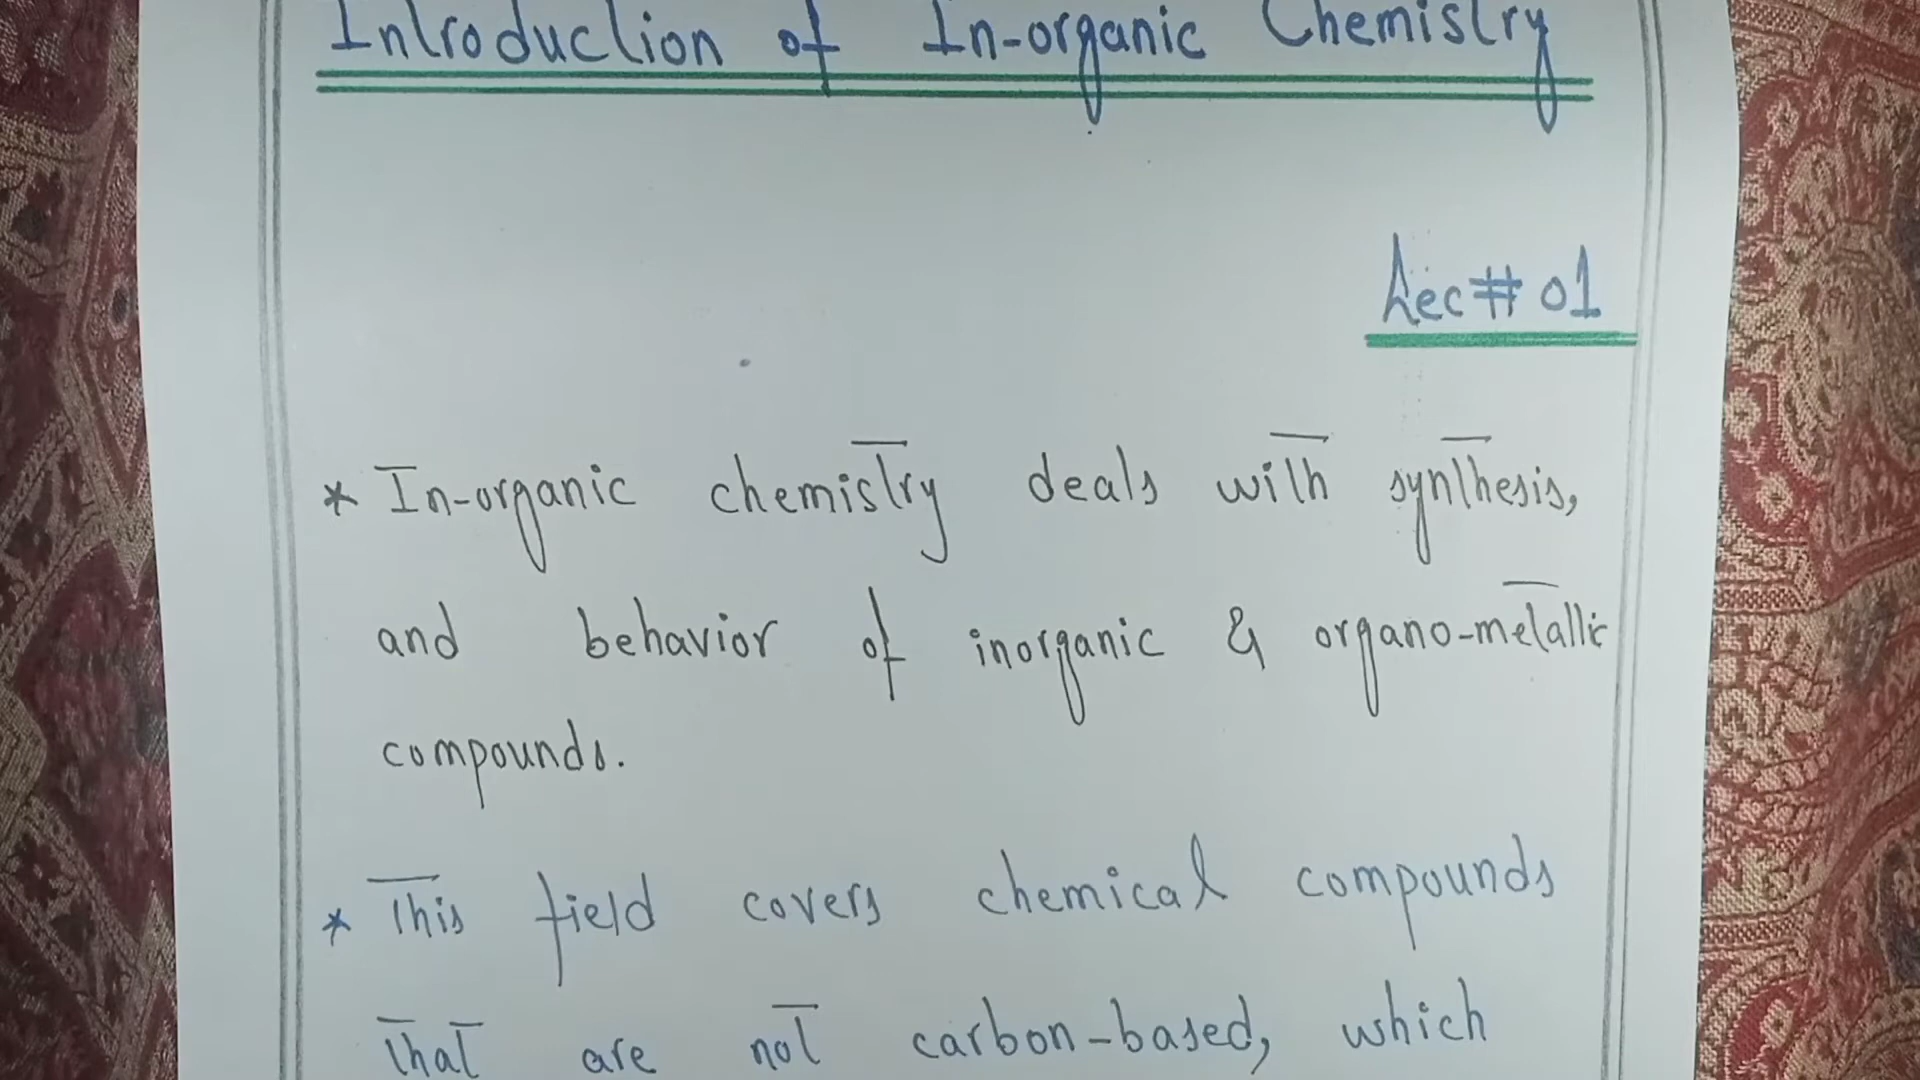 Introduction of In-organic Chemistry
Lec# 01
* In-organic chemistry deals with synthesis,
and behavior of inorganic & organo-metallic
compounds.
* This field covers chemical compounds
that are not carbon-based, which